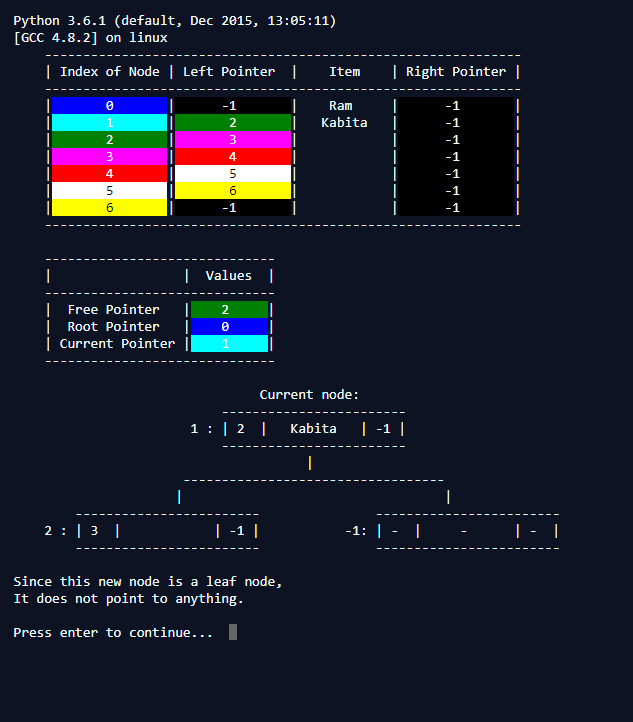 Python 3.6.1 (default, Dec 2015, 13:05:11)
[GCC 4.8.2] on linux
-------------------------------------------------------------
| Index of Node | Left Pointer  |    Item    | Right Pointer |
-------------------------------------------------------------
|       0       |      -1       |    Ram     |      -1       |
|       1       |       2       |   Kabita   |      -1       |
|       2       |       3       |            |      -1       |
|       3       |       4       |            |      -1       |
|       4       |       5       |            |      -1       |
|       5       |       6       |            |      -1       |
|       6       |      -1       |            |      -1       |
-------------------------------------------------------------
------------------------------
|                 |  Values  |
------------------------------
|  Free Pointer   |    2     |
|  Root Pointer   |    0     |
| Current Pointer |    1     |
------------------------------
Current node:
------------------------
1 : | 2  |   Kabita   | -1 |
------------------------
|
----------------------------------
|                                  |
------------------------               ------------------------
2 : | 3  |            | -1 |           -1: | -  |     -      | -  |
------------------------               ------------------------
Since this new node is a leaf node,
It does not point to anything.
Press enter to continue...